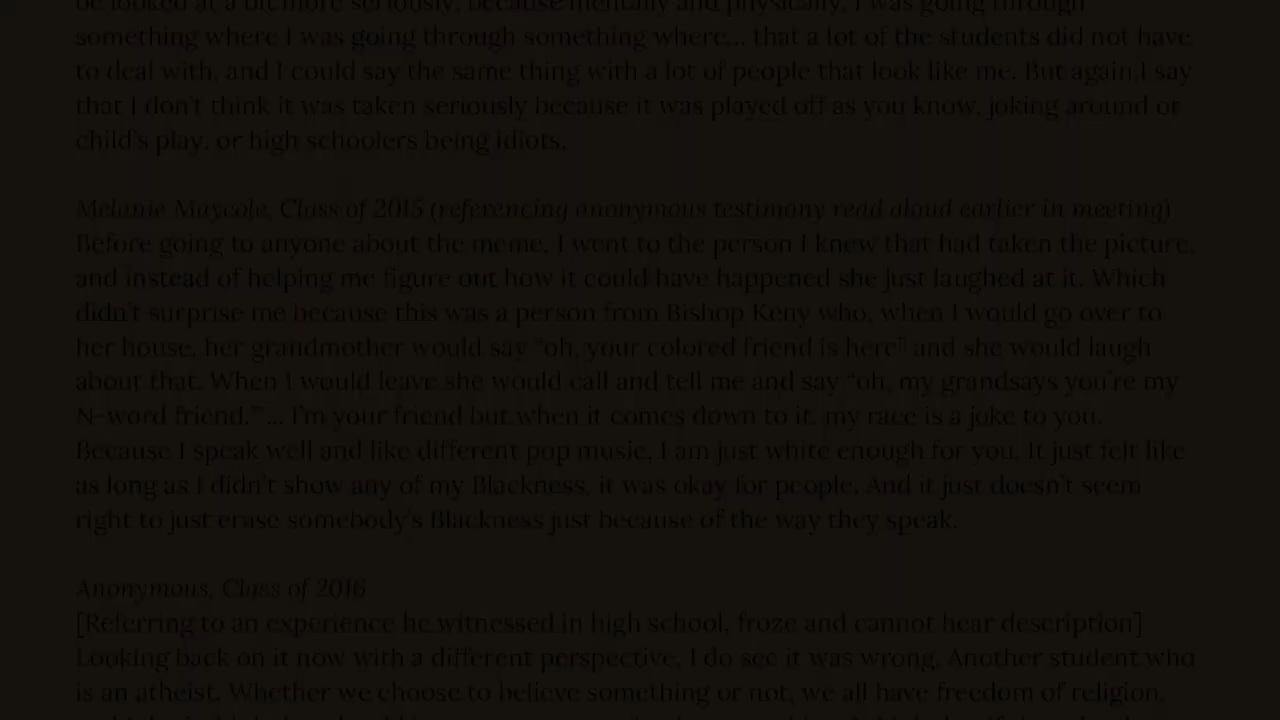 be looked at a bit more seriously, because mentally and physically, I was going through
something where I was going through something where... that a lot of the students did not have
to deal with, and I could say the same thing with a lot of people that look like me. But again,I say
that I don't think it was taken seriously because it was played off as you know, joking around or
child's play, or high schoolers being idiots.
Melanie Maycole, Class of 2015 (referencing anonymous testimony read aloud earlier in meeting)
Before going to anyone about the meme, I went to the person I knew that had taken the picture,
and instead of helping me figure out how it could have happened she just laughed at it. Which
didn't surprise me because this was a person from Bishop Keny who, when I would go over to
her house, her grandmother would say “oh, your colored friend is here” and she would laugh
about that. When I would leave she would call and tell me and say “oh, my grandsays you're my
N-word friend.” ... I'm your friend but when it comes down to it, my race is a joke to you.
Because I speak well and like different pop music, I am just white enough for you. It just felt like
as long as I didn't show any of my Blackness, it was okay for people. And it just doesn't seem
right to just erase somebody's Blackness just because of the way they speak.
Anonymous, Class of 2016
[Referring to an experience he witnessed in high school, froze and cannot hear description]
Looking back on it now with a different perspective, I do see it was wrong. Another student who
is an atheist. Whether we choose to believe something or not, we all have freedom of religion,